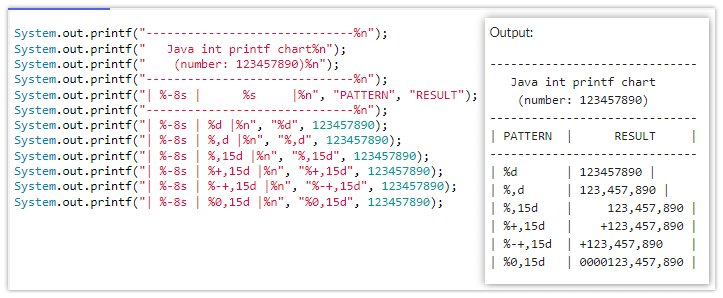 System.out.printf("------------------------------%n");
System.out.printf("   Java int printf chart%n");
System.out.printf("    (number: 123457890)%n");
System.out.printf("------------------------------%n");
System.out.printf("| %-8s |      %s     |%n", "PATTERN", "RESULT");
System.out.printf("------------------------------%n");
System.out.printf("| %-8s | %d |%n", "%d", 123457890);
System.out.printf("| %-8s | %,d |%n", "%,d", 123457890);
System.out.printf("| %-8s | %,15d |%n", "%,15d", 123457890);
System.out.printf("| %-8s | %+,15d |%n", "%+,15d", 123457890);
System.out.printf("| %-8s | %-+,15d |%n", "%-+,15d", 123457890);
System.out.printf("| %-8s | %0,15d |%n", "%0,15d", 123457890);
Output:
------------------------------
   Java int printf chart
    (number: 123457890)
------------------------------
| PATTERN  |      RESULT     |
------------------------------
| %d       | 123457890 |
| %,d      | 123,457,890 |
| %,15d    |     123,457,890 |
| %+,15d   |    +123,457,890 |
| %-+,15d  | +123,457,890    |
| %0,15d   | 0000123,457,890 |